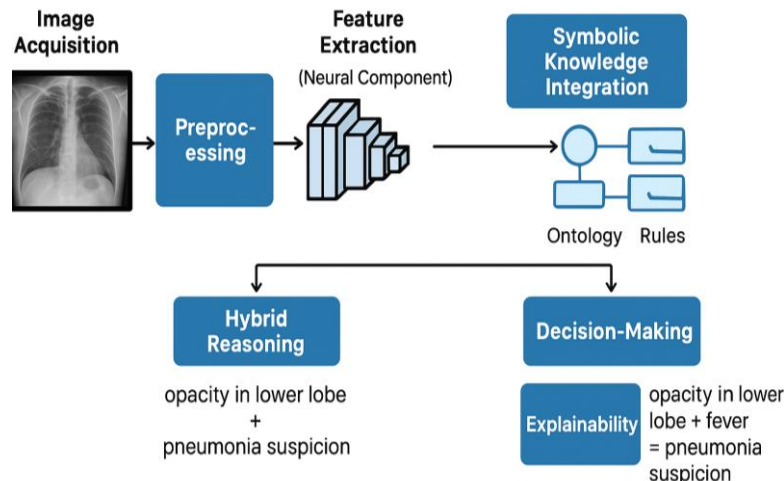 Image
Acquisition
Preproc-
essing
Feature
Extraction
(Neural Component)
Symbolic
Knowledge
Integration
Ontology
Rules
Hybrid
Reasoning
opacity in lower lobe
+
pneumonia suspicion
Decision-Making
Explainability
opacity in lower
lobe + fever
= pneumonia
suspicion